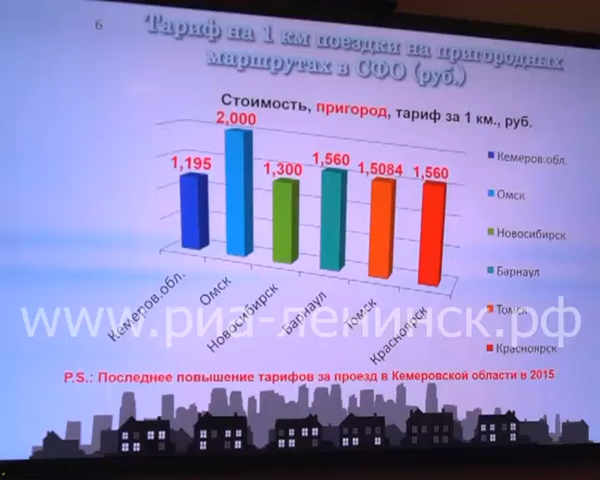 6
Тариф на 1 км поездки на пригородных
маршрутах в СФО (руб.)
Стоимость, пригород, тариф за 1 км., руб.
1,195
2,000
1,300
1,560
1,5084
1,560
Кемеров.обл.
Омск
Новосибирск
Барнаул
Томск
Красноярск
Кемеров.обл.
Омск
Новосибирск
Барнаул
Томск
Красноярск
www.риа-ленинск.рф
P.S.: Последнее повышение тарифов за проезд в Кемеровской области в 2015